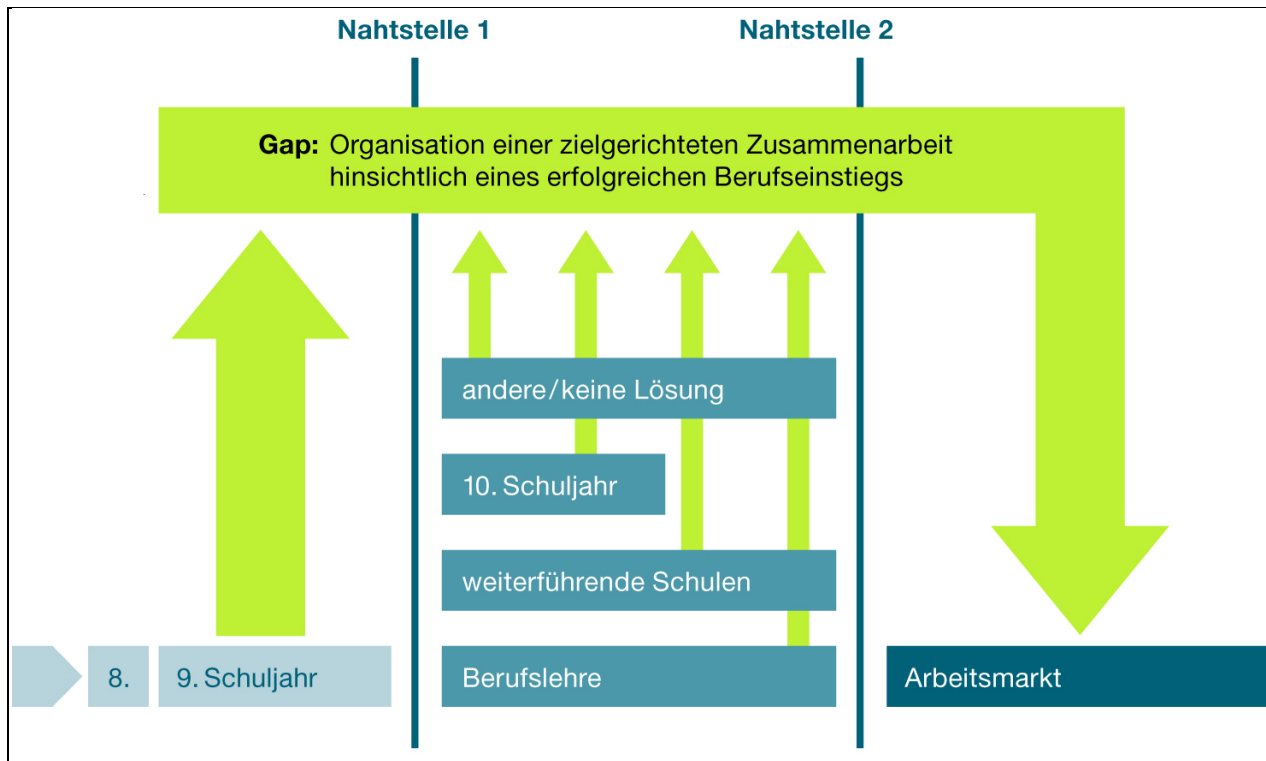 Nahtstelle 1
Nahtstelle 2
Gap: Organisation einer zielgerichteten Zusammenarbeit
hinsichtlich eines erfolgreichen Berufseinstiegs
andere/keine Lösung
10. Schuljahr
weiterführende Schulen
8.
9. Schuljahr
Berufslehre
Arbeitsmarkt